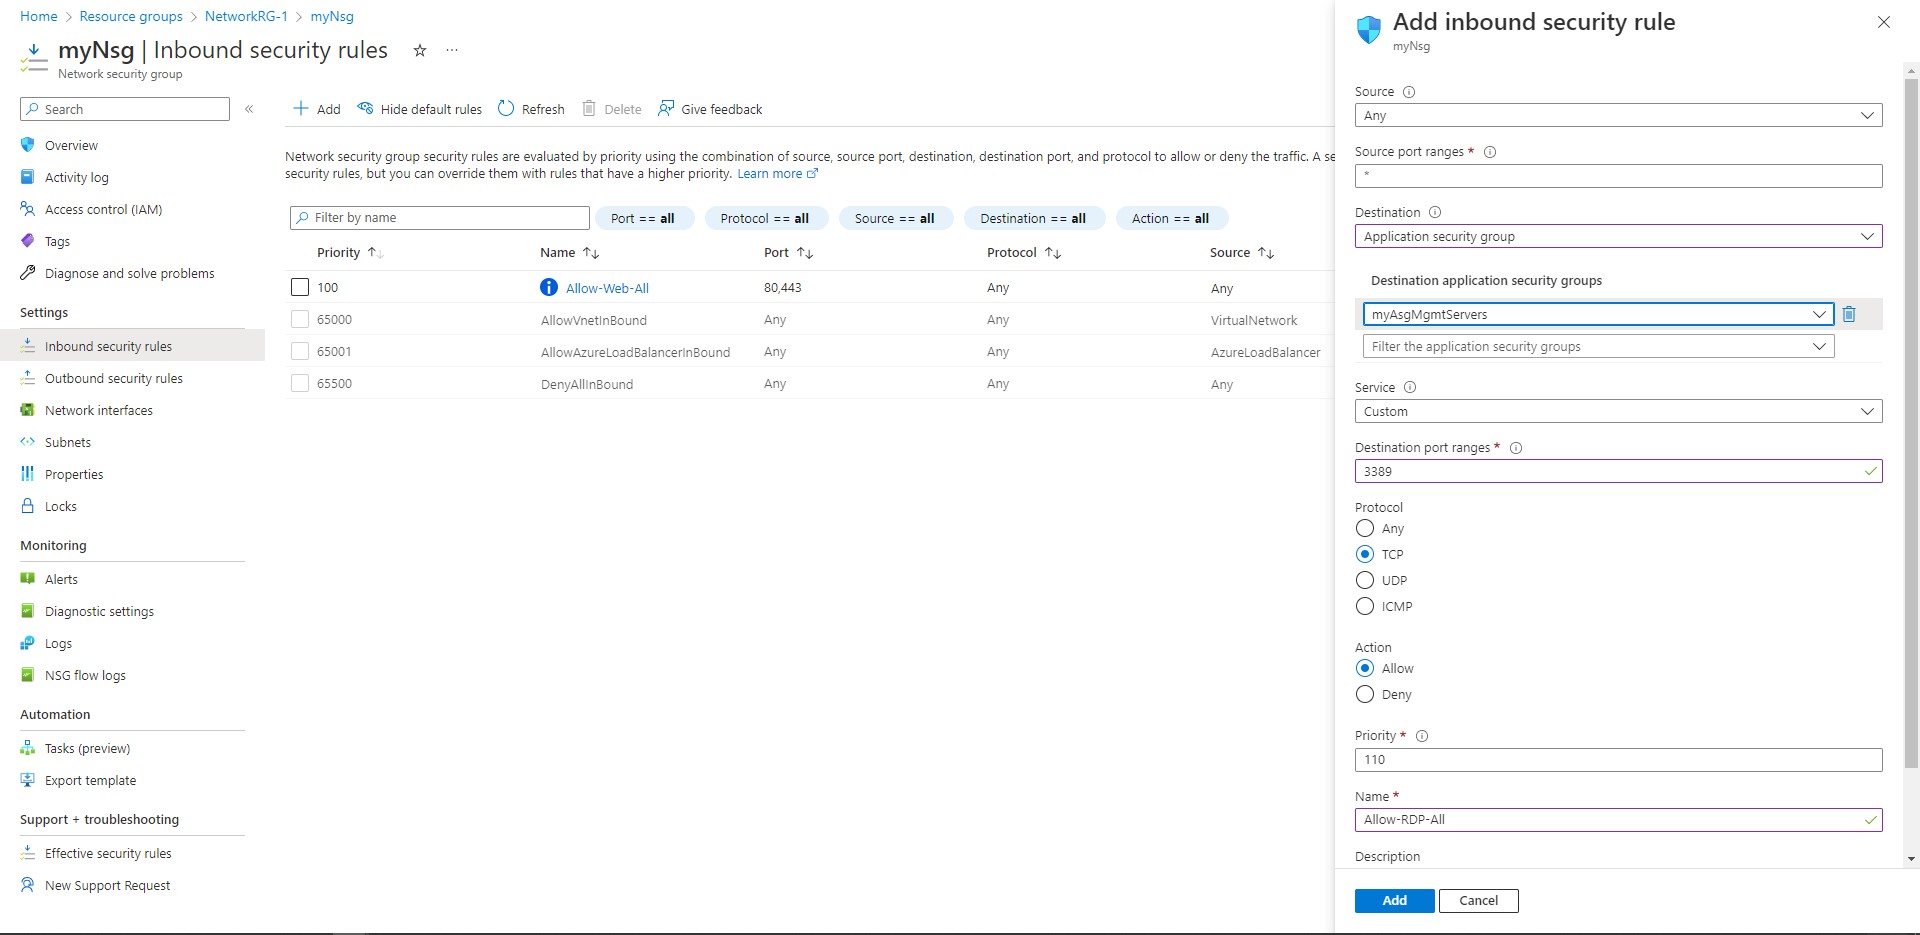 Home > Resource groups > NetworkRG-1 > myNsg
myNsg | Inbound security rules
Network security group
Search
Overview
Activity log
Access control (IAM)
Tags
Diagnose and solve problems
Settings
Inbound security rules
Outbound security rules
Network interfaces
Subnets
Properties
Locks
Monitoring
Alerts
Diagnostic settings
Logs
NSG flow logs
Automation
Tasks (preview)
Export template
Support + troubleshooting
Effective security rules
New Support Request
Add Hide default rules Refresh Delete Give feedback
Network security group security rules are evaluated by priority using the combination of source, source port, destination, destination port, and protocol to allow or deny the traffic. A se
security rules, but you can override them with rules that have a higher priority. Learn more
Filter by name Port == all Protocol == all Source == all Destination == all Action == all
Priority Name Port Protocol Source
100 Allow-Web-All 80,443 Any Any
65000 AllowVnetInBound Any Any VirtualNetwork
65001 AllowAzureLoadBalancerInBound Any Any AzureLoadBalancer
65500 DenyAllInBound Any Any Any
Add inbound security rule
myNsg
Source
Any
Source port ranges *
*
Destination
Application security group
Destination application security groups
myAsgMgmtServers
Filter the application security groups
Service
Custom
Destination port ranges *
3389
Protocol
Any
TCP
UDP
ICMP
Action
Allow
Deny
Priority *
110
Name *
Allow-RDP-All
Description
Add Cancel